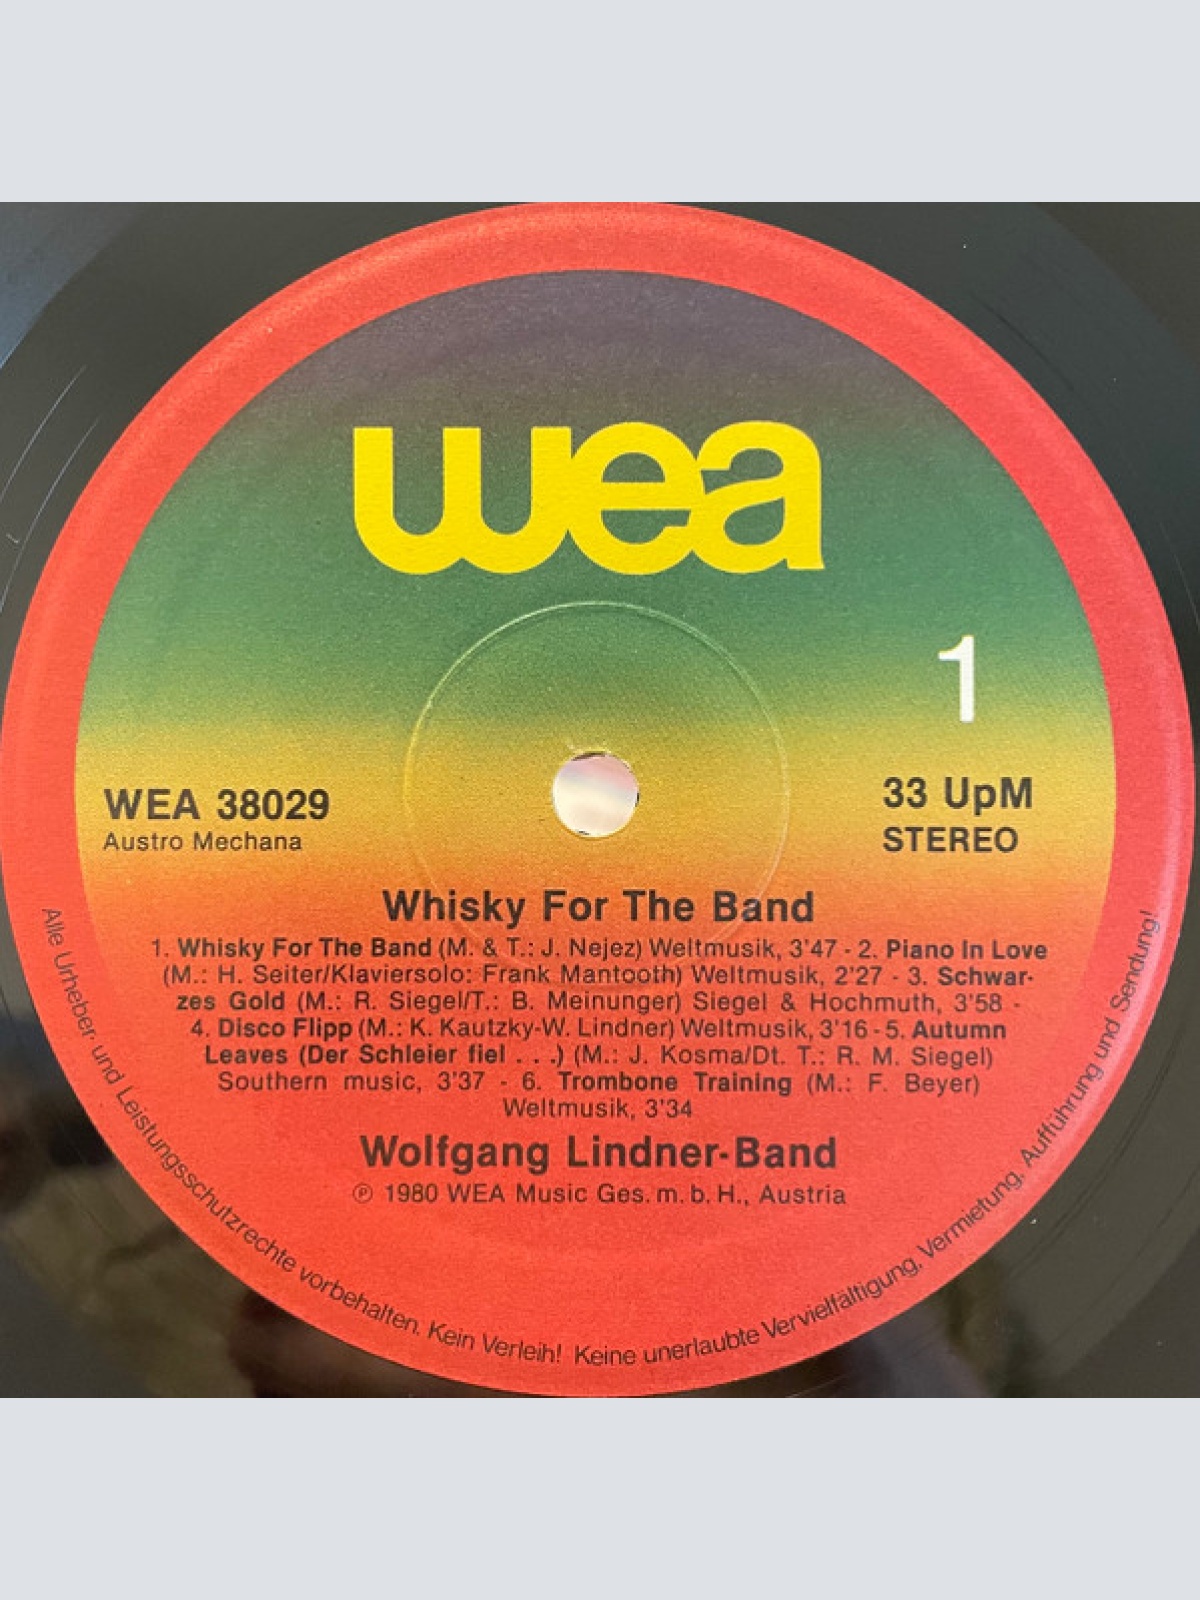 wea
1
WEA 38029
Austro Mechana
33 UpM
STEREO
Whisky For The Band
1. Whisky For The Band (M. & T.: J. Nejez) Weltmusik, 3'47 - 2. Piano In Love
(M.: H. Seiter/Klaviersolo: Frank Mantooth) Weltmusik, 2'27 - 3. Schwar-
zes Gold (M.: R. Siegel/T.: B. Meinunger) Siegel & Hochmuth, 3'58 -
4. Disco Flipp (M.: K. Kautzky-W. Lindner) Weltmusik, 3'16 - 5. Autumn
Leaves (Der Schleier fiel . . .) (M.: J. Kosma/Dt. T.: R. M. Siegel)
Southern music, 3'37 - 6. Trombone Training (M.: F. Beyer)
Weltmusik, 3'34
Wolfgang Lindner-Band
℗ 1980 WEA Music Ges. m. b. H., Austria
Alle Urheber- und Leistungsschutzrechte vorbehalten. Kein Verleih! Keine unerlaubte Vervielfältigung, Vermietung, Aufführung und Sendung!